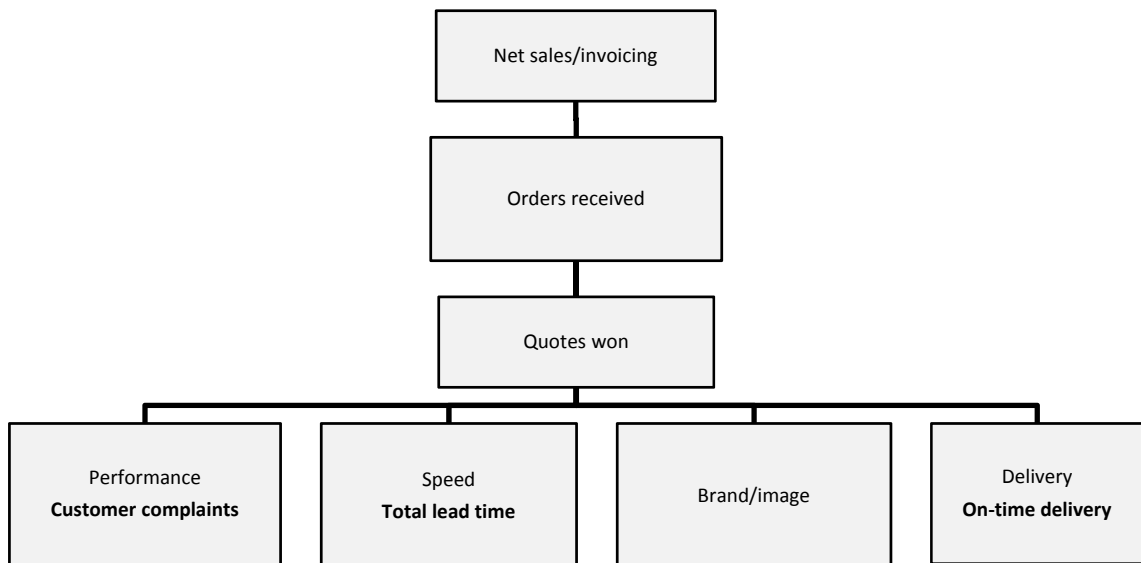 Net sales/invoicing
Orders received
Quotes won
Performance
Customer complaints
Speed
Total lead time
Brand/image
Delivery
On-time delivery